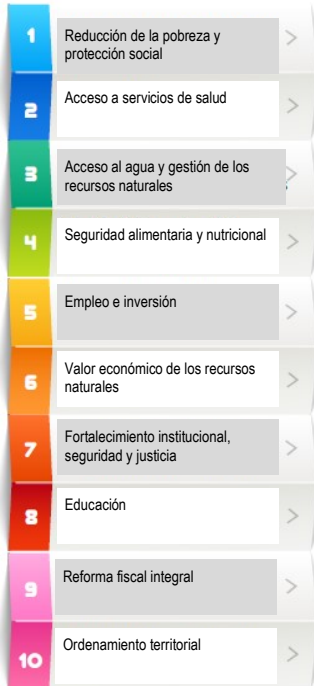 1
Reducción de la pobreza y
protección social
2
Acceso a servicios de salud
3
Acceso al agua y gestión de los
recursos naturales
4
Seguridad alimentaria y nutricional
5
Empleo e inversión
6
Valor económico de los recursos
naturales
7
Fortalecimiento institucional,
seguridad y justicia
8
Educación
9
Reforma fiscal integral
10
Ordenamiento territorial